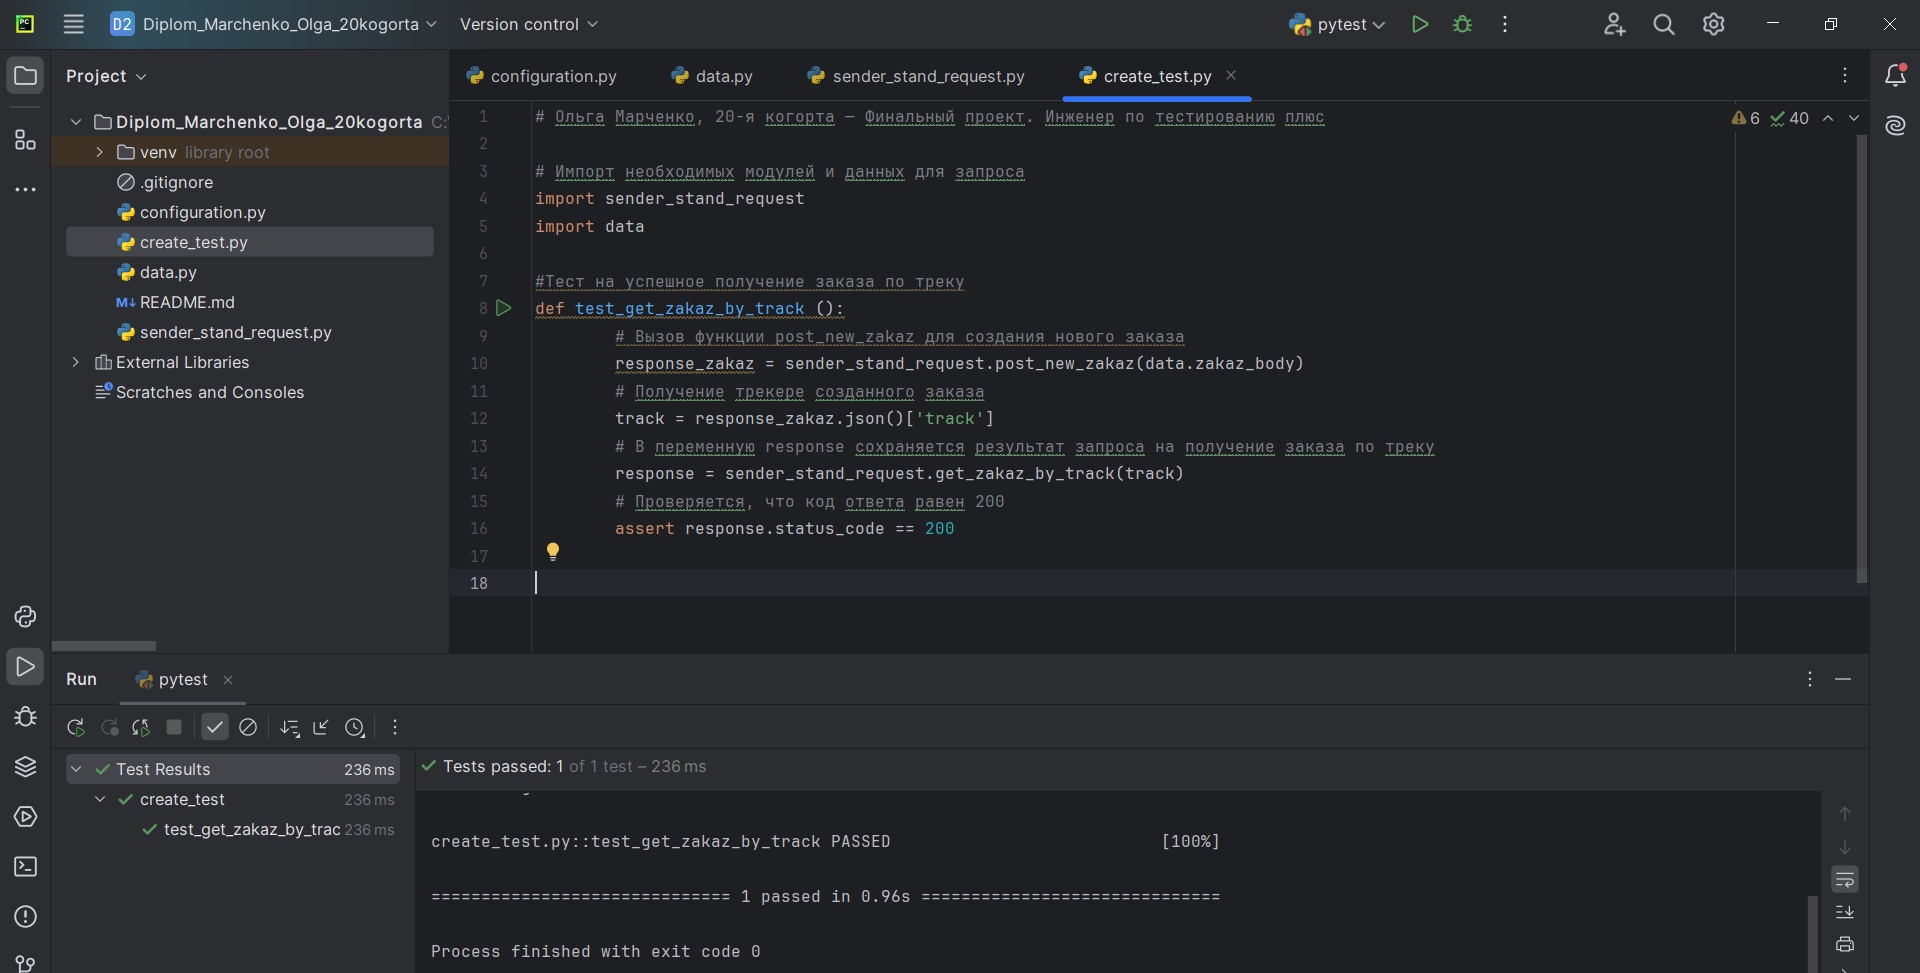 PC
D2 Diplom_Marchenko_Olga_20kogorta
Version control
pytest
Project
Diplom_Marchenko_Olga_20kogorta C:\
venv library root
.gitignore
configuration.py
create_test.py
data.py
M↓ README.md
sender_stand_request.py
External Libraries
Scratches and Consoles
configuration.py
data.py
sender_stand_request.py
create_test.py
6 40
1 # Ольга Марченко, 20-я когорта — Финальный проект. Инженер по тестированию плюс
2
3 # Импорт необходимых модулей и данных для запроса
4 import sender_stand_request
5 import data
6
7 #Тест на успешное получение заказа по треку
8 def test_get_zakaz_by_track ():
9 # Вызов функции post_new_zakaz для создания нового заказа
10 response_zakaz = sender_stand_request.post_new_zakaz(data.zakaz_body)
11 # Получение трекере созданного заказа
12 track = response_zakaz.json()['track']
13 # В переменную response сохраняется результат запроса на получение заказа по треку
14 response = sender_stand_request.get_zakaz_by_track(track)
15 # Проверяется, что код ответа равен 200
16 assert response.status_code == 200
17
18
Run
pytest
Test Results 236 ms
create_test 236 ms
test_get_zakaz_by_trac 236 ms
Tests passed: 1 of 1 test – 236 ms
create_test.py::test_get_zakaz_by_track PASSED [100%]
============================== 1 passed in 0.96s ==============================
Process finished with exit code 0